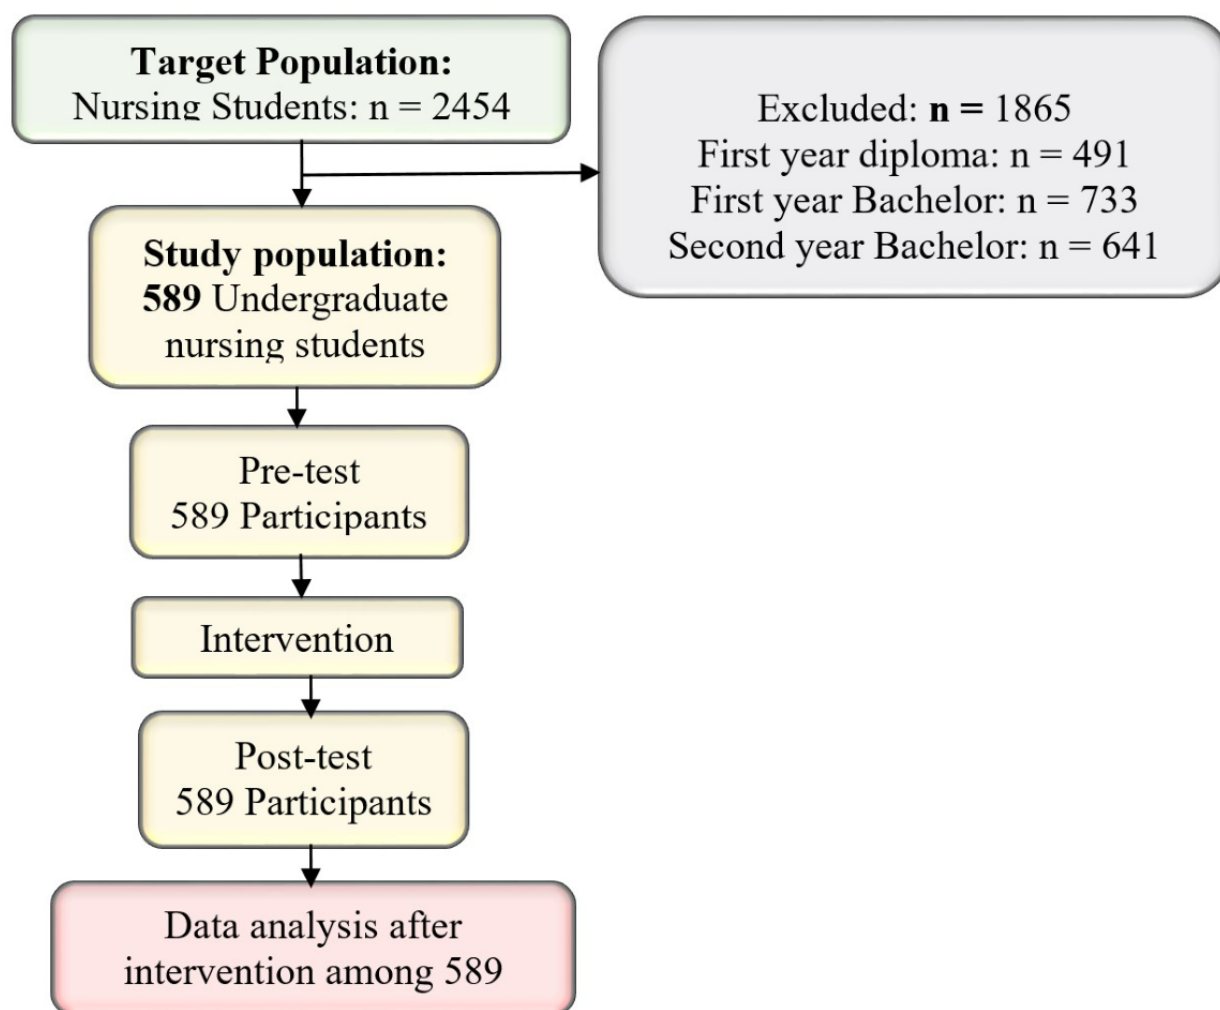 Target Population:
Nursing Students: n = 2454
Excluded: n = 1865
First year diploma: n = 491
First year Bachelor: n = 733
Second year Bachelor: n = 641
Study population:
589 Undergraduate
nursing students
Pre-test
589 Participants
Intervention
Post-test
589 Participants
Data analysis after
intervention among 589